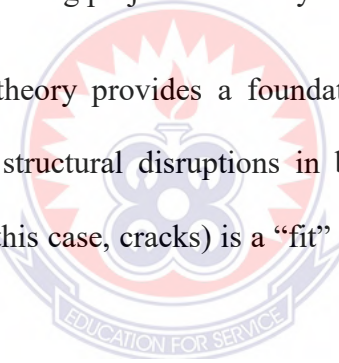 theory provides a foundat
structural disruptions in b
this case, cracks) is a “fit”
EDUCATION FOR SERVICE